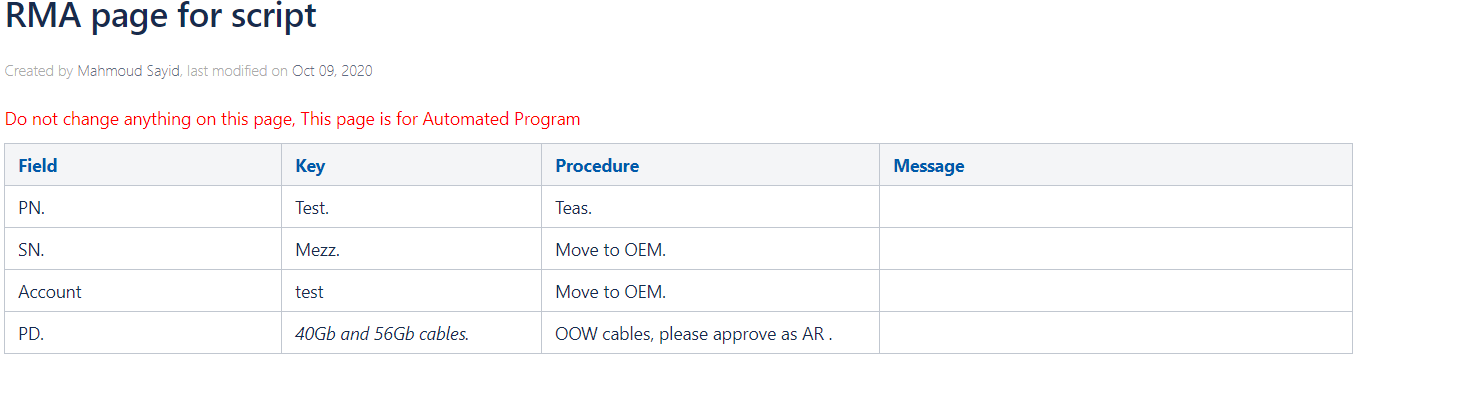 RMA page for script
Created by Mahmoud Sayid, last modified on Oct 09, 2020
Do not change anything on this page, This page is for Automated Program
Field Key Procedure Message
PN. Test. Teas.
SN. Mezz. Move to OEM.
Account test Move to OEM.
PD. 40Gb and 56Gb cables. OOW cables, please approve as AR .